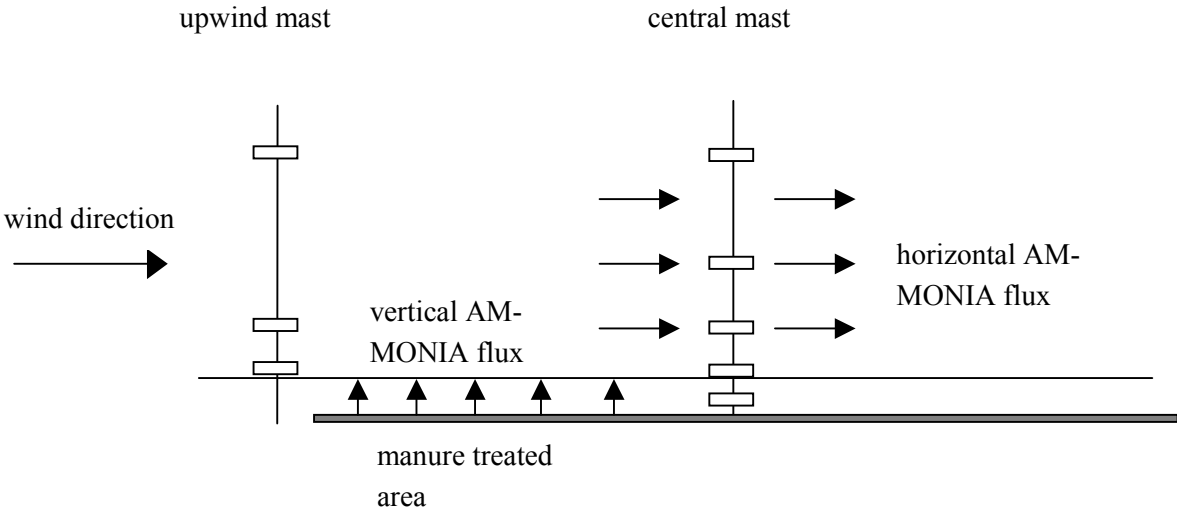 upwind mast
central mast
wind direction
horizontal AM-
MONIA flux
vertical AM-
MONIA flux
manure treated
area